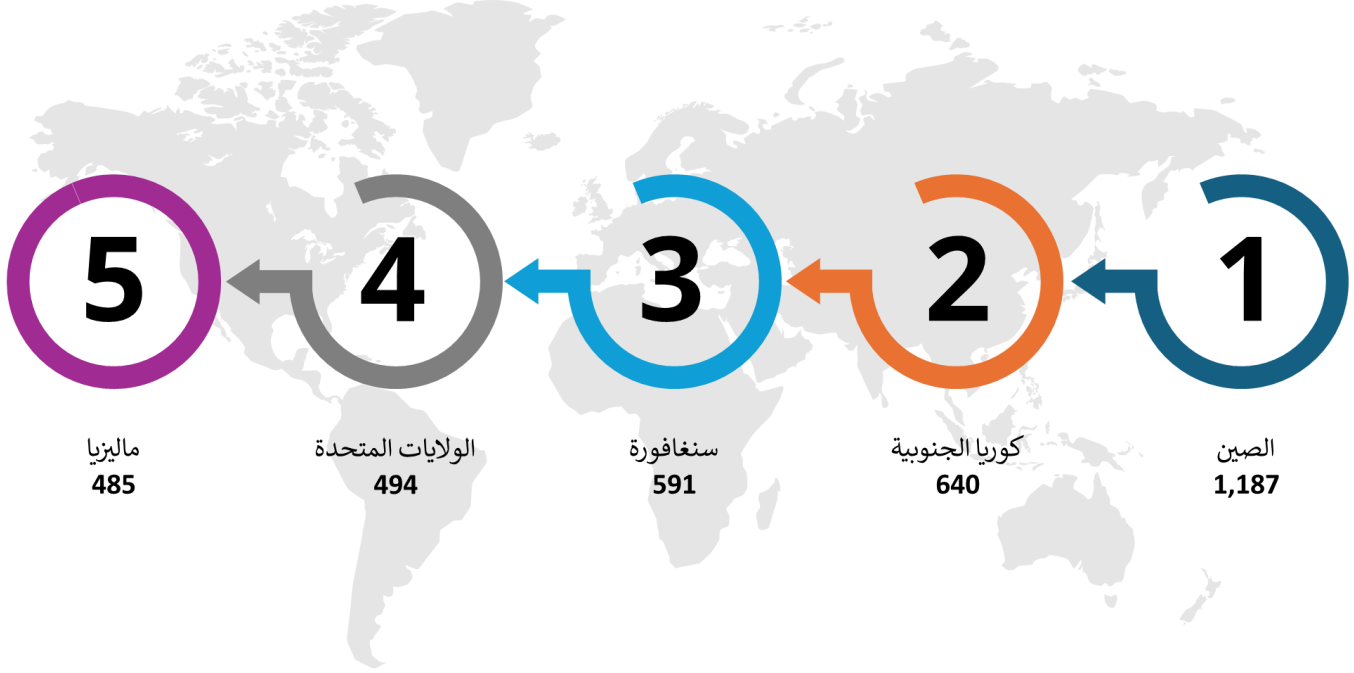 1
2
3
4
5
الصين
1,187
كوريا الجنوبية
640
سنغافورة
591
الولايات المتحدة
494
ماليزيا
485